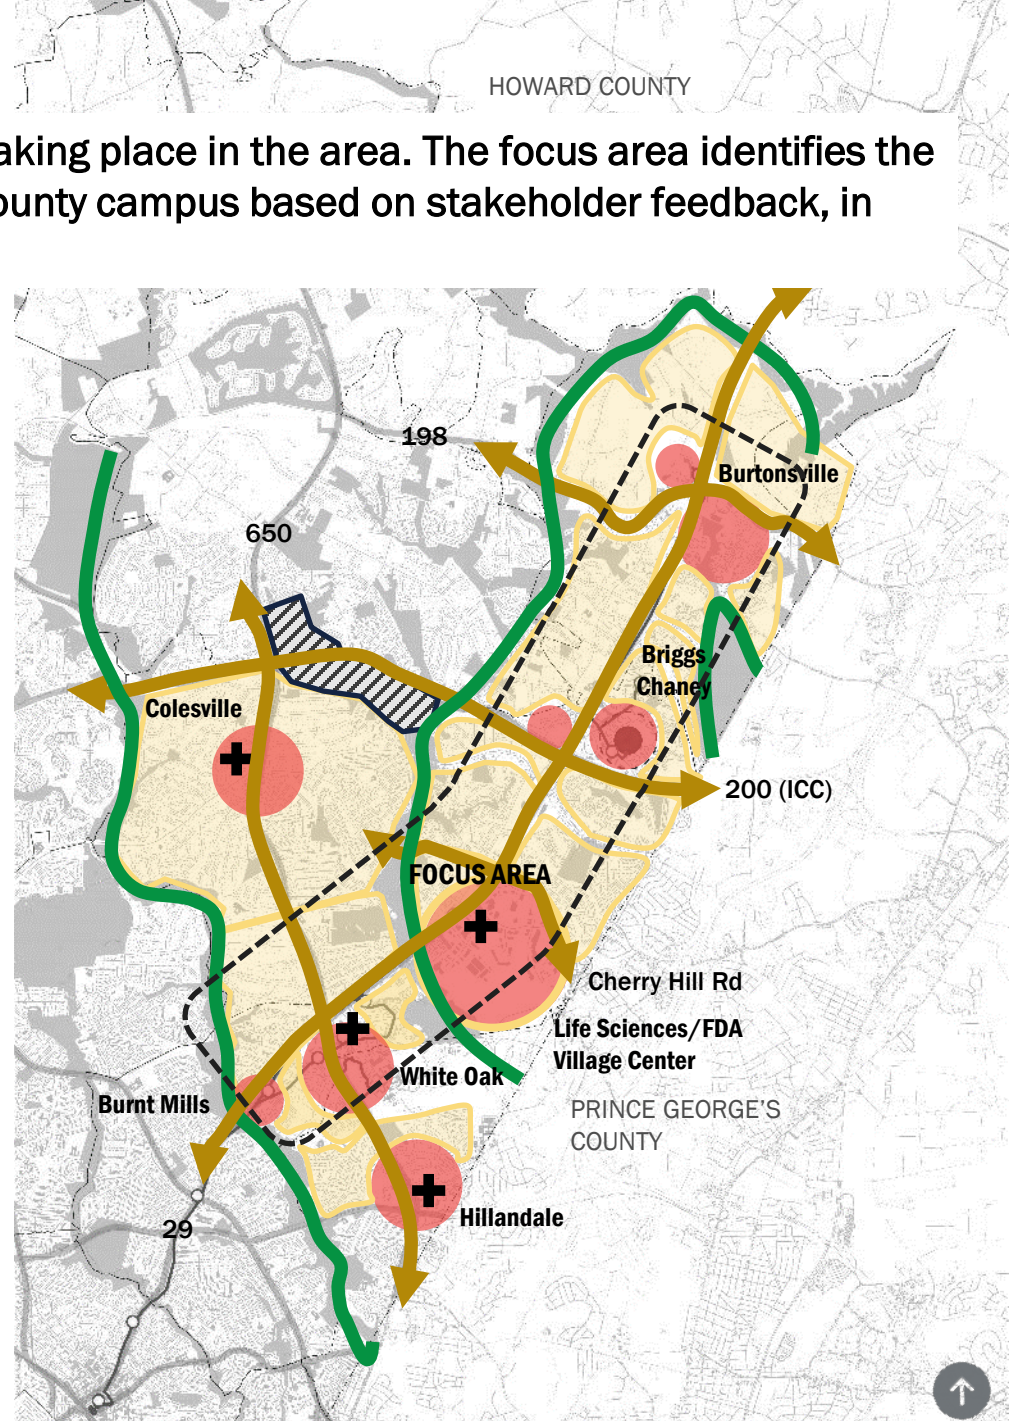 HOWARD COUNTY
aking place in the area. The focus area identifies the
ounty campus based on stakeholder feedback, in
198
Burtonsville
650
Briggs
Chaney
Colesville
200 (ICC)
FOCUS AREA
Cherry Hill Rd
Life Sciences/FDA
Village Center
White Oak
Burnt Mills
PRINCE GEORGE'S
COUNTY
Hillandale
29